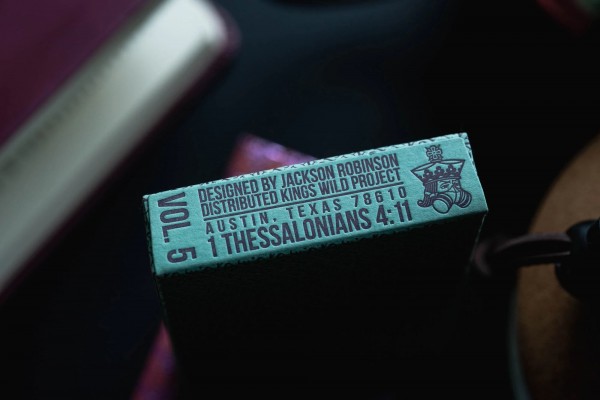 VOL. 5
DESIGNED BY JACKSON ROBINSON
DISTRIBUTED KINGS WILD PROJECT
AUSTIN, TEXAS 78610
1 THESSALONIANS 4:11